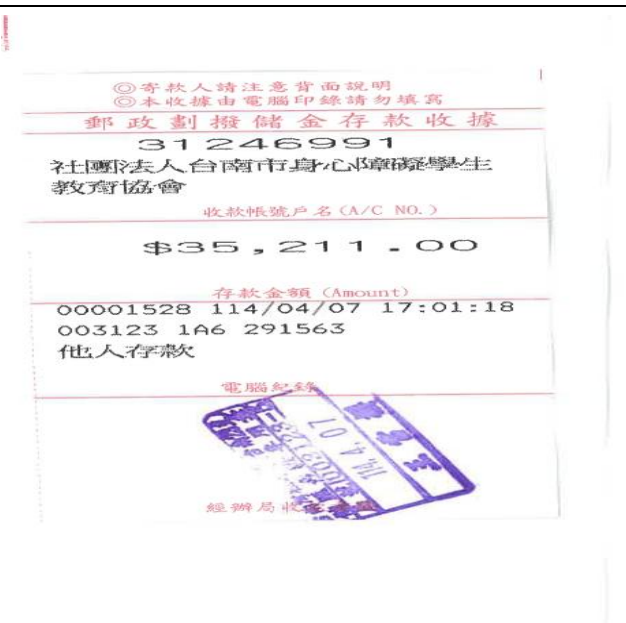 ◎寄款人請注意背面說明
◎本收據由電腦印錄請勿填寫
郵政劃撥儲金存款收據
31246991
社團法人台南市身心障礙學生
教育協會
收款帳號戶名(A/C NO.)
$35,211.00
存款金額 (Amount)
00001528 114/04/07 17:01:18
003123 1A6 291563
他人存款
電腦紀錄
114.4.07
經辦局收